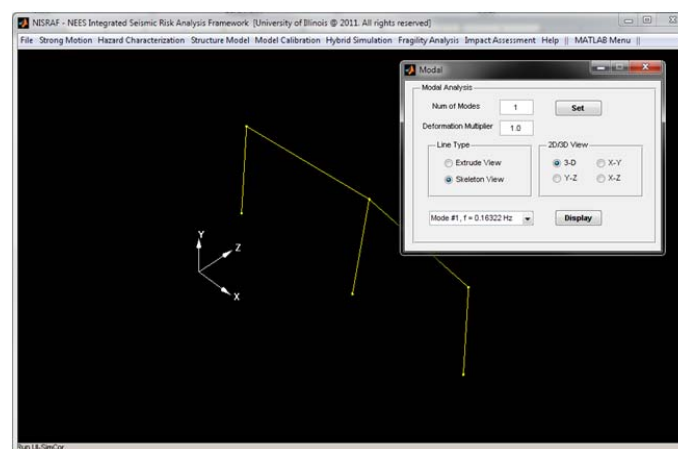 NISRAF - NEES Integrated Seismic Risk Analysis Framework [University of Illinois @ 2011. All rights reserved]
File Strong Motion Hazard Characterization Structure Model Model Calibration Hybrid Simulation Fragility Analysis Impact Assessment Help || MATLAB Menu ||
Modal
Modal Analysis
Num of Modes 1 Set
Deformation Multiplier 1.0
Line Type 2D/3D View
Extrude View 3-D X-Y
Skeleton View Y-Z X-Z
Mode #1, f = 0.16322 Hz Display
Y
Z
X
Run UI-SimCor